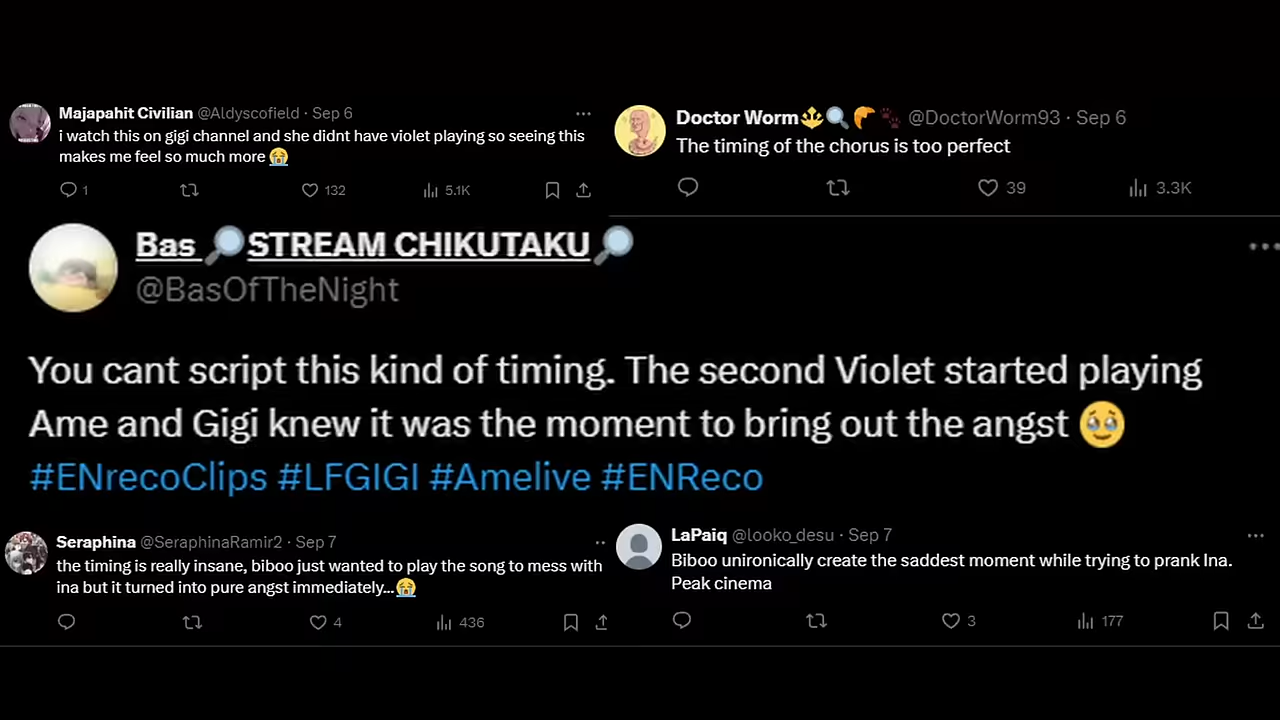 Majapahit Civilian @Aldyscofield · Sep 6
i watch this on gigi channel and she didnt have violet playing so seeing this
makes me feel so much more 😭
1 132 5.1K
Doctor Worm🔱🔍🥐🐾 @DoctorWorm93 · Sep 6
The timing of the chorus is too perfect
39 3.3K
Bas 🔎STREAM CHIKUTAKU🔎
@BasOfTheNight
You cant script this kind of timing. The second Violet started playing
Ame and Gigi knew it was the moment to bring out the angst 🥹
#ENrecoClips #LFGIGI #Amelive #ENReco
Seraphina @SeraphinaRamir2 · Sep 7
the timing is really insane, biboo just wanted to play the song to mess with
ina but it turned into pure angst immediately...😭
4 436
LaPaiq @looko_desu · Sep 7
Biboo unironically create the saddest moment while trying to prank Ina.
Peak cinema
3 177